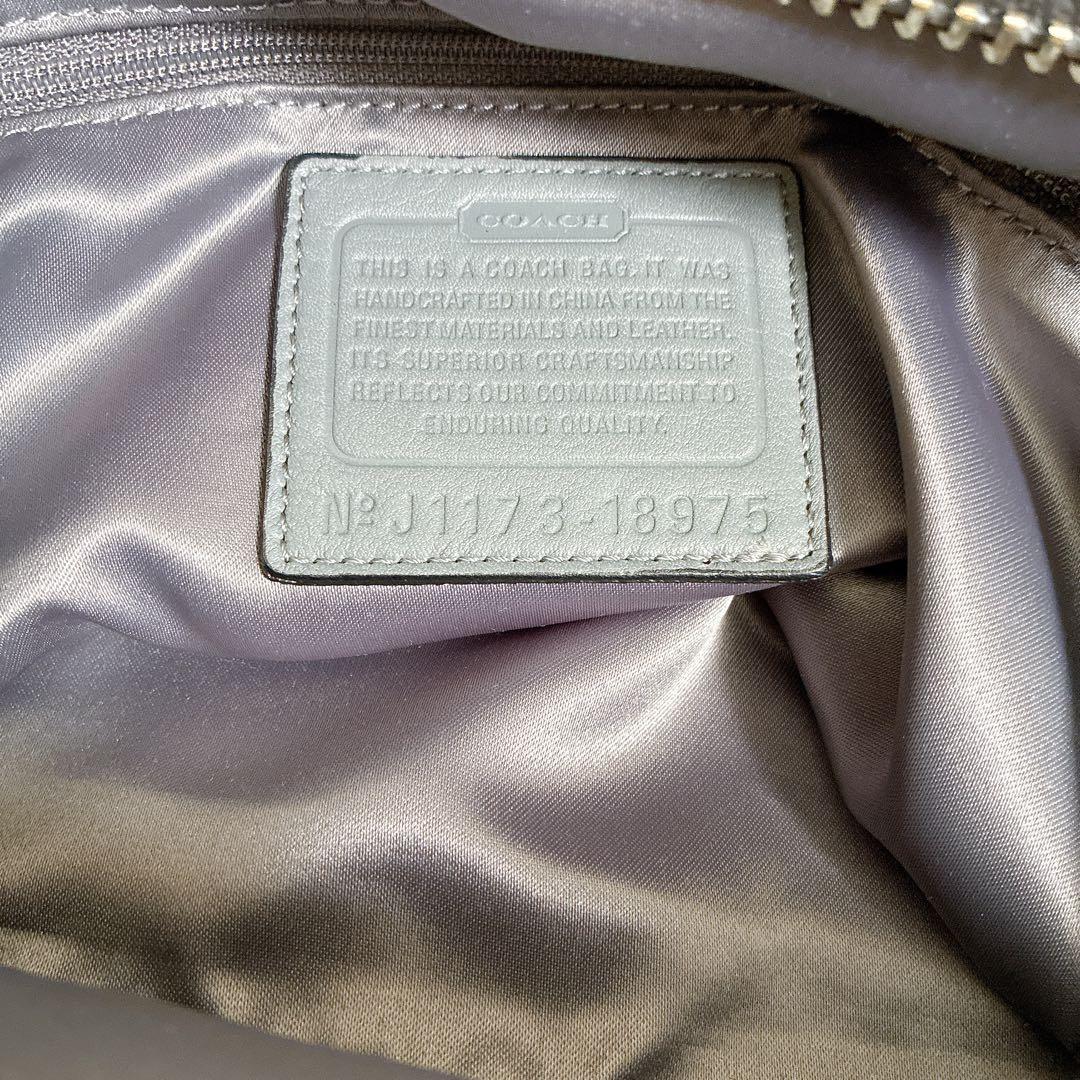 COACH
THIS IS A COACH BAG. IT WAS
HANDCRAFTED IN CHINA FROM THE
FINEST MATERIALS AND LEATHER.
ITS SUPERIOR CRAFTSMANSHIP
REFLECTS OUR COMMITMENT TO
ENDURING QUALITY.
Nº J1173-18975